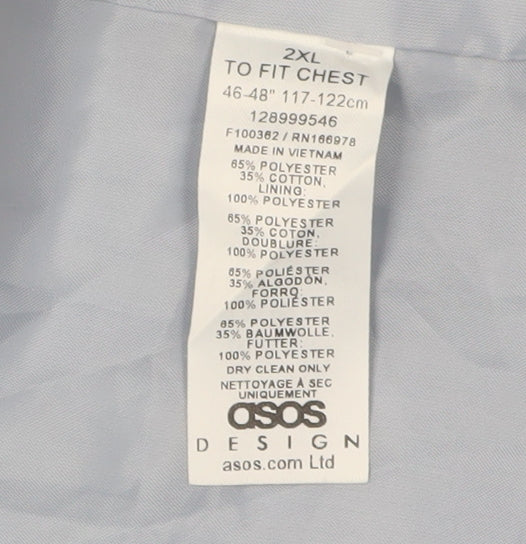 2XL
TO FIT CHEST
46-48" 117-122cm
128999546
F100362 / RN166978
MADE IN VIETNAM
65% POLYESTER
35% COTTON,
LINING:
100% POLYESTER
65% POLYESTER
35% COTON,
DOUBLURE:
100% POLYESTER
65% POLIÉSTER
35% ALGODÓN,
FORRO:
100% POLIÉSTER
65% POLYESTER
35% BAUMWOLLE,
FUTTER:
100% POLYESTER
DRY CLEAN ONLY
NETTOYAGE À SEC
UNIQUEMENT
asos
DESIGN
asos.com Ltd